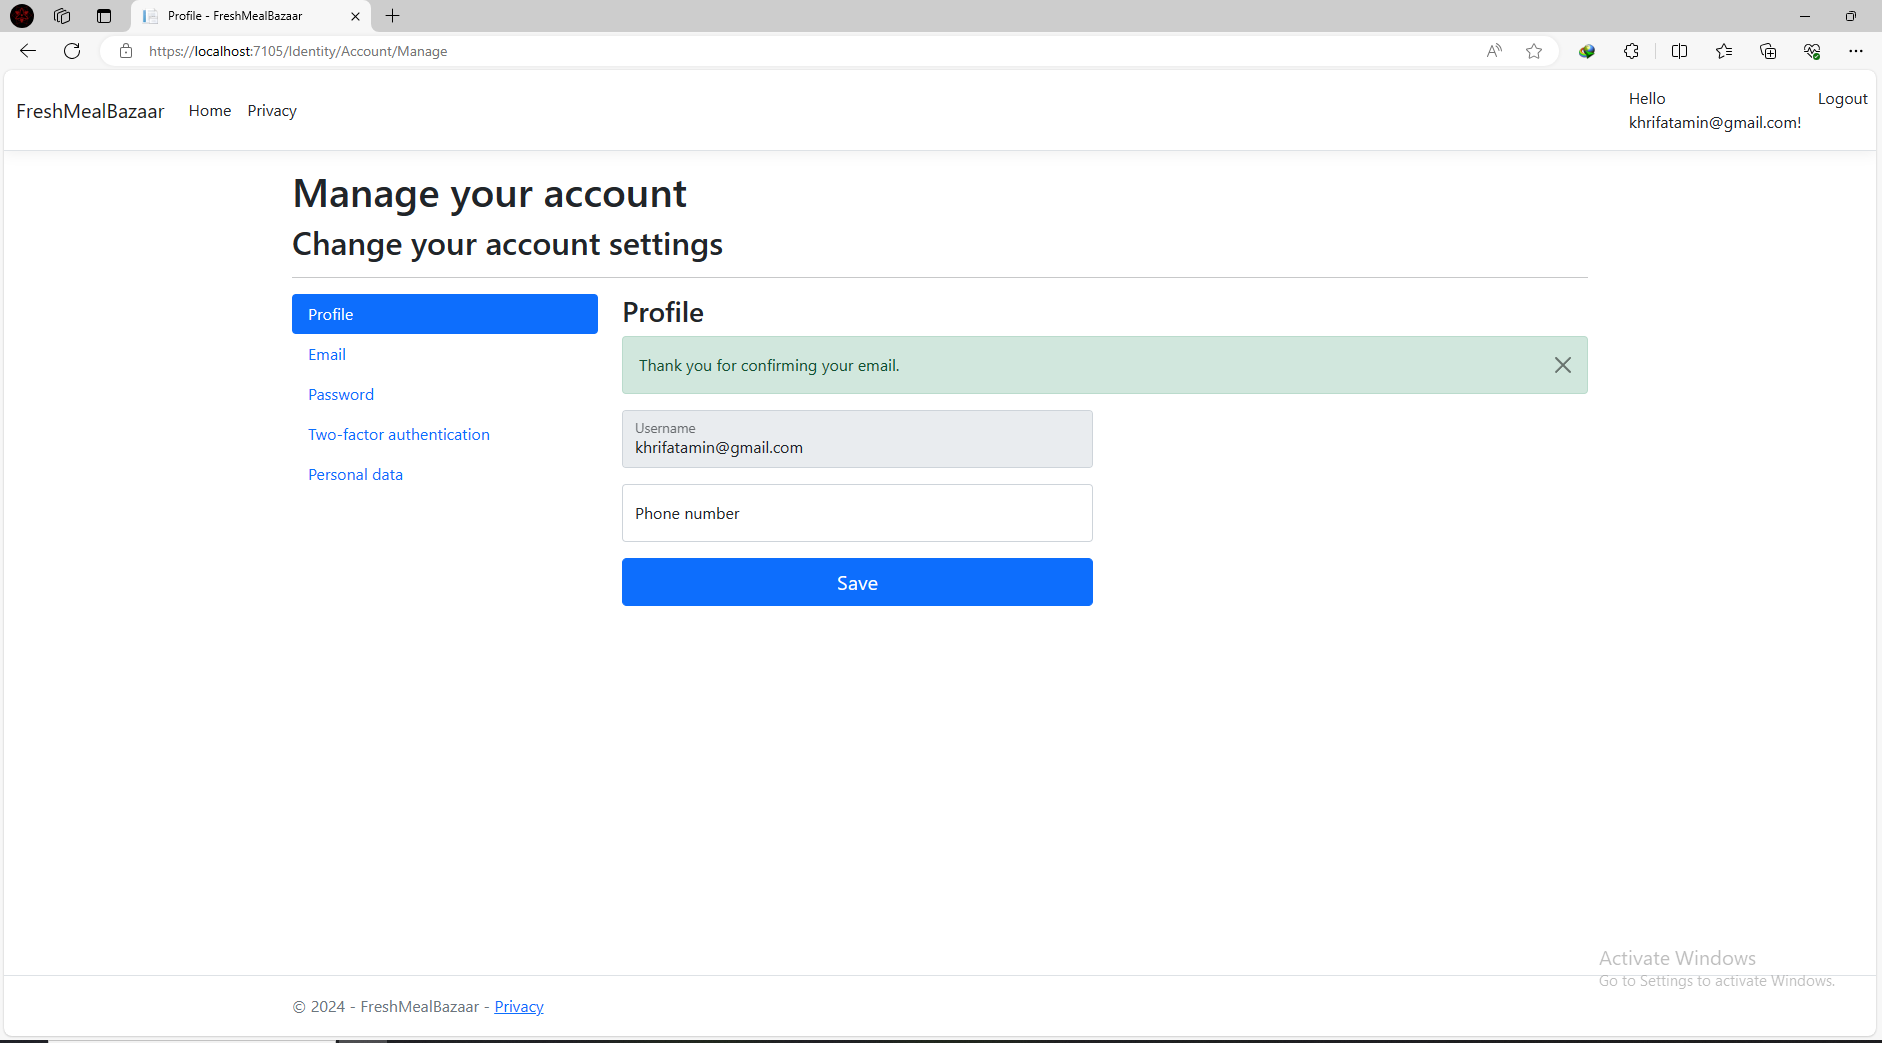 Profile - FreshMealBazaar
https://localhost:7105/Identity/Account/Manage
FreshMealBazaar
Home
Privacy
Hello
khrifatamin@gmail.com!
Logout
Manage your account
Change your account settings
Profile
Email
Password
Two-factor authentication
Personal data
Profile
Thank you for confirming your email.
Username
khrifatamin@gmail.com
Phone number
Save
Activate Windows
Go to Settings to activate Windows.
© 2024 - FreshMealBazaar - Privacy